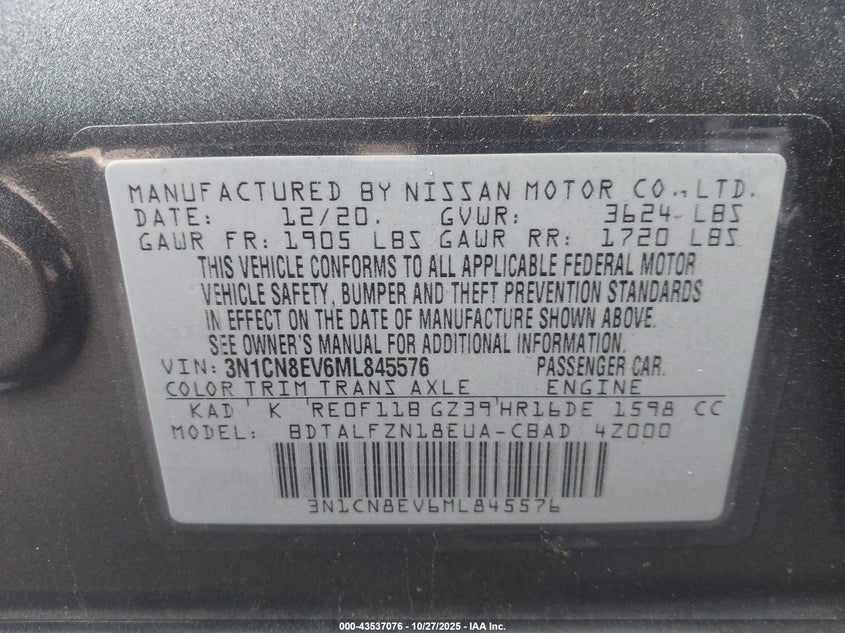 MANUFACTURED BY NISSAN MOTOR CO., LTD.
DATE: 12/20. GVWR: 3624 LBS
GAWR FR: 1905 LBS GAWR RR: 1720 LBS
THIS VEHICLE CONFORMS TO ALL APPLICABLE FEDERAL MOTOR
VEHICLE SAFETY, BUMPER AND THEFT PREVENTION STANDARDS
IN EFFECT ON THE DATE OF MANUFACTURE SHOWN ABOVE.
SEE OWNER'S MANUAL FOR ADDITIONAL INFORMATION.
VIN: 3N1CN8EV6ML845576 PASSENGER CAR.
COLOR TRIM TRANS AXLE ENGINE
KAD K RE0F11B GZ39 HR16DE 1598 CC
MODEL: BDTALFZN18EUA-CBAD 4Z000
3N1CN8EV6ML845576
000-43537076 | 10/27/2025 - IAA Inc.